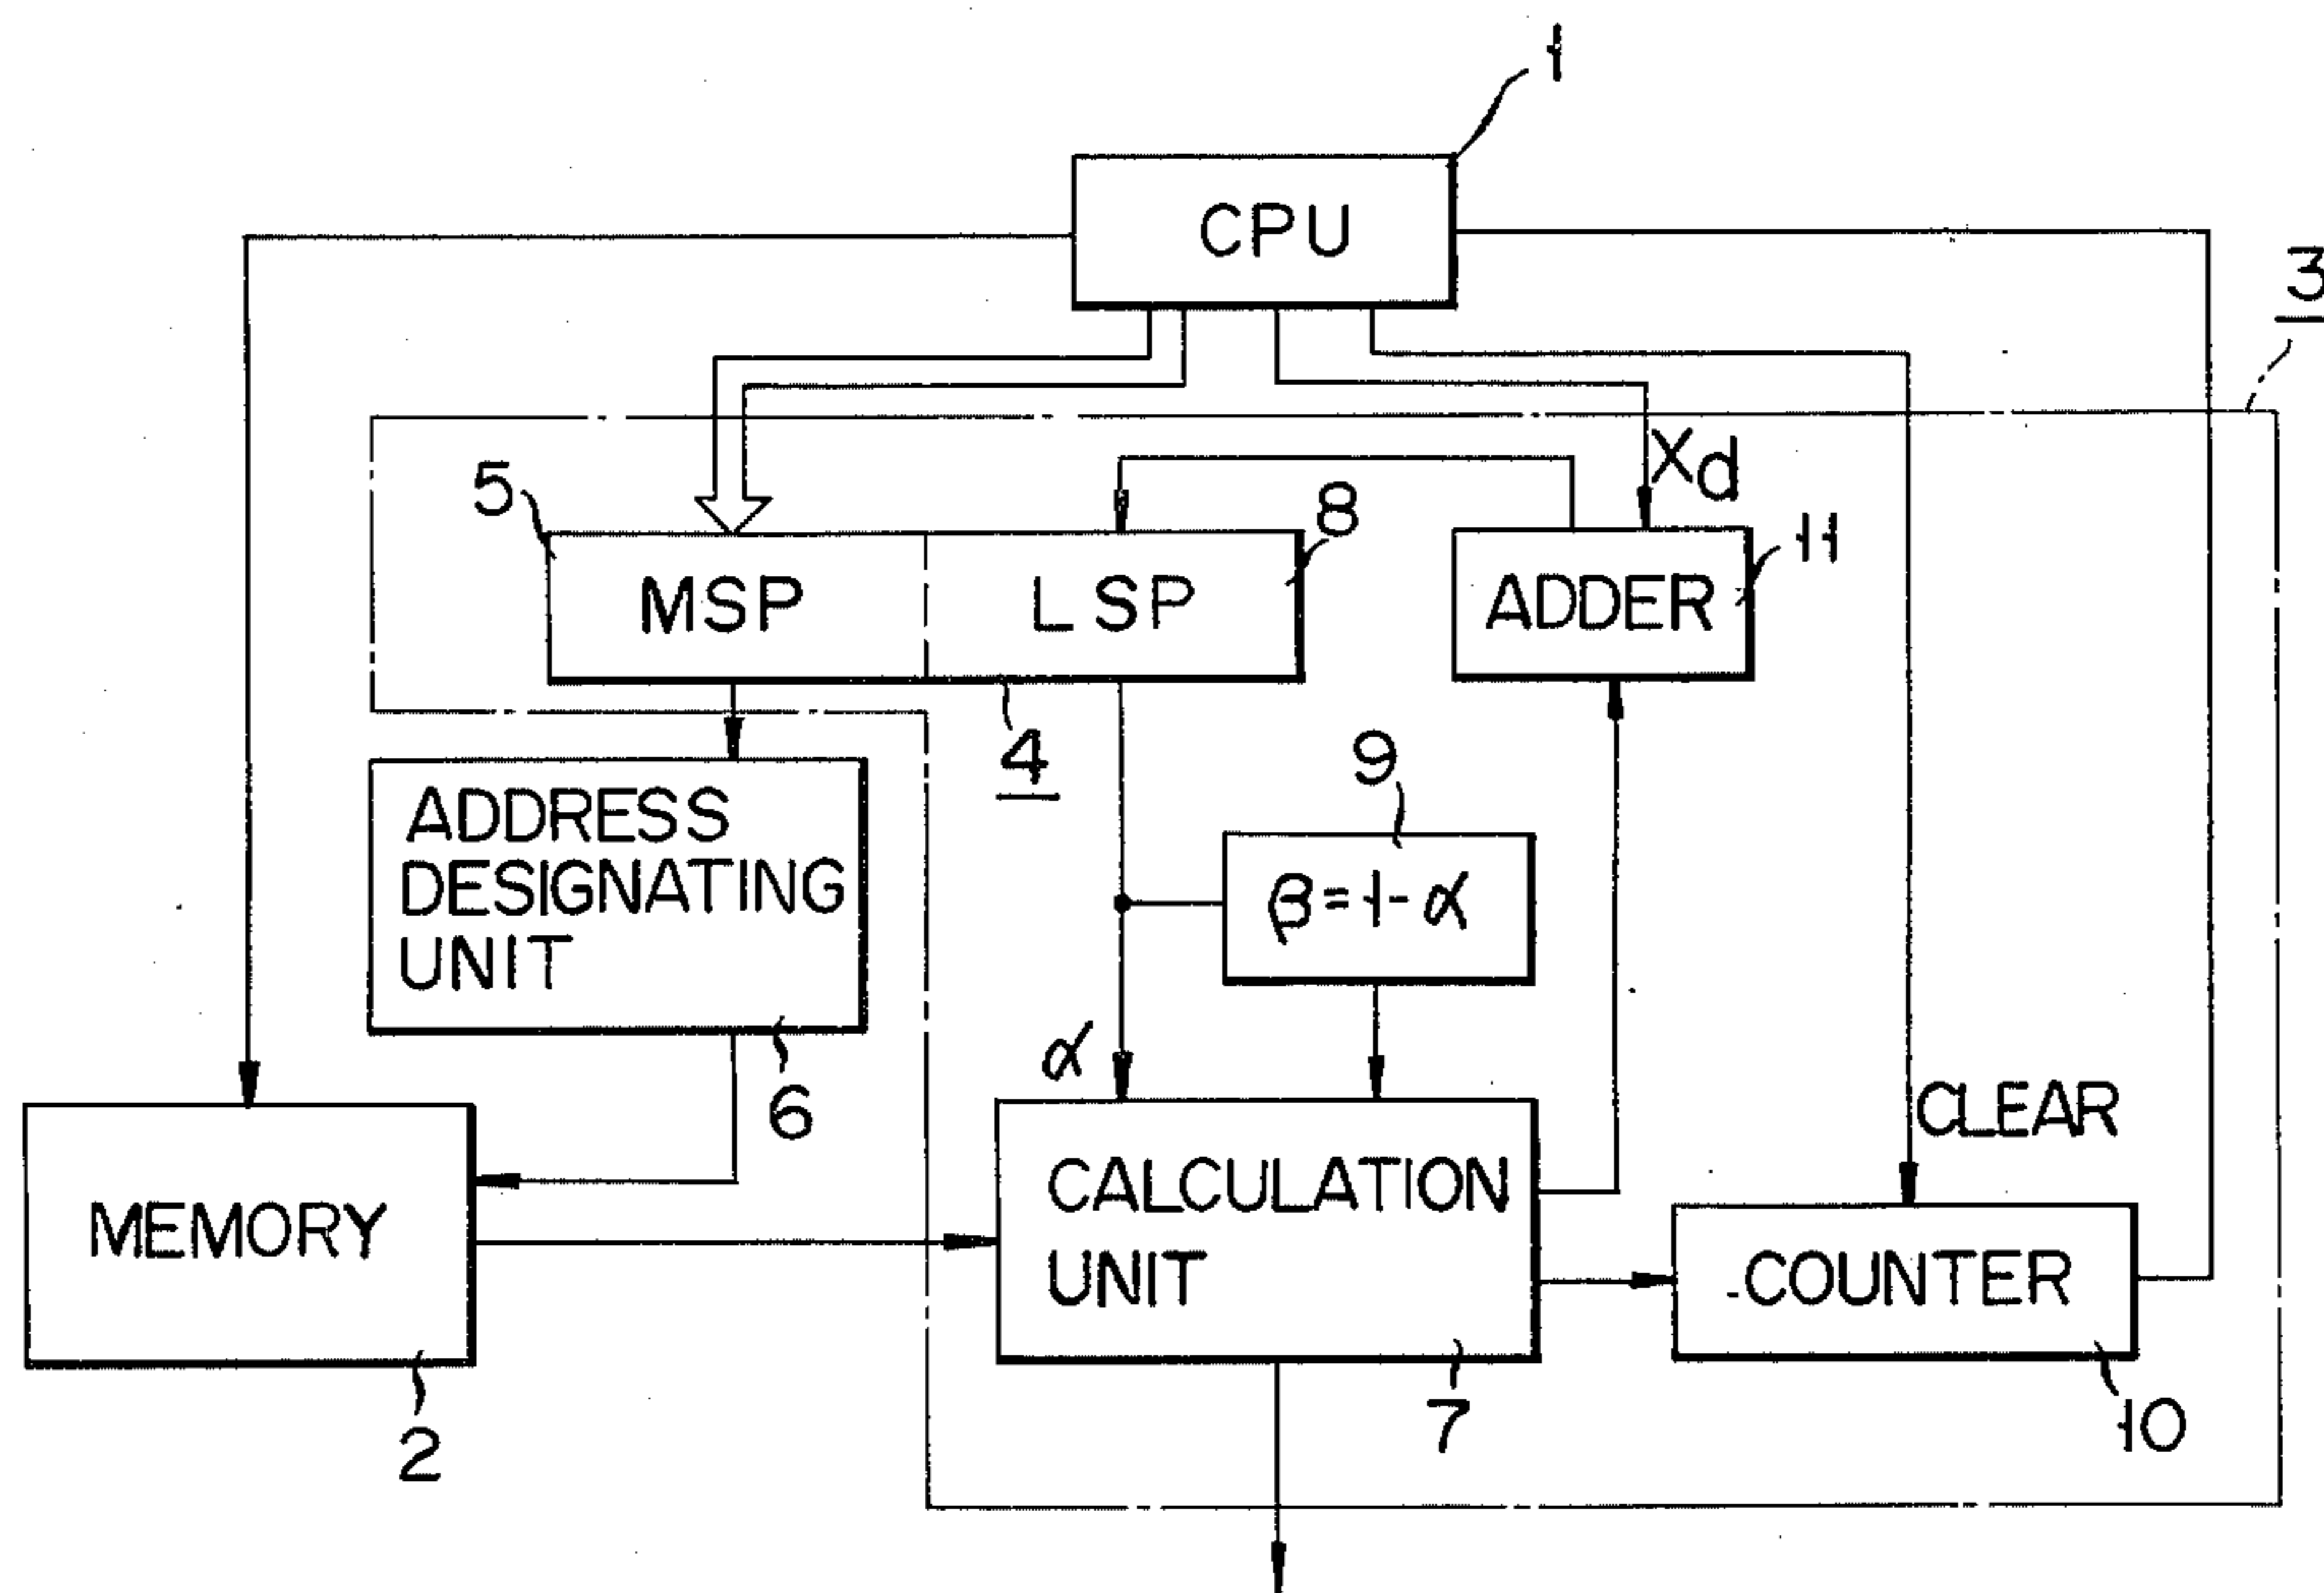 1
CPU
3
Xd
5
8
11
MSP
LSP
ADDER
4
9
ADDRESS
DESIGNATING
UNIT
β=1-α
α
6
CLEAR
MEMORY
CALCULATION
UNIT
COUNTER
2
7
10